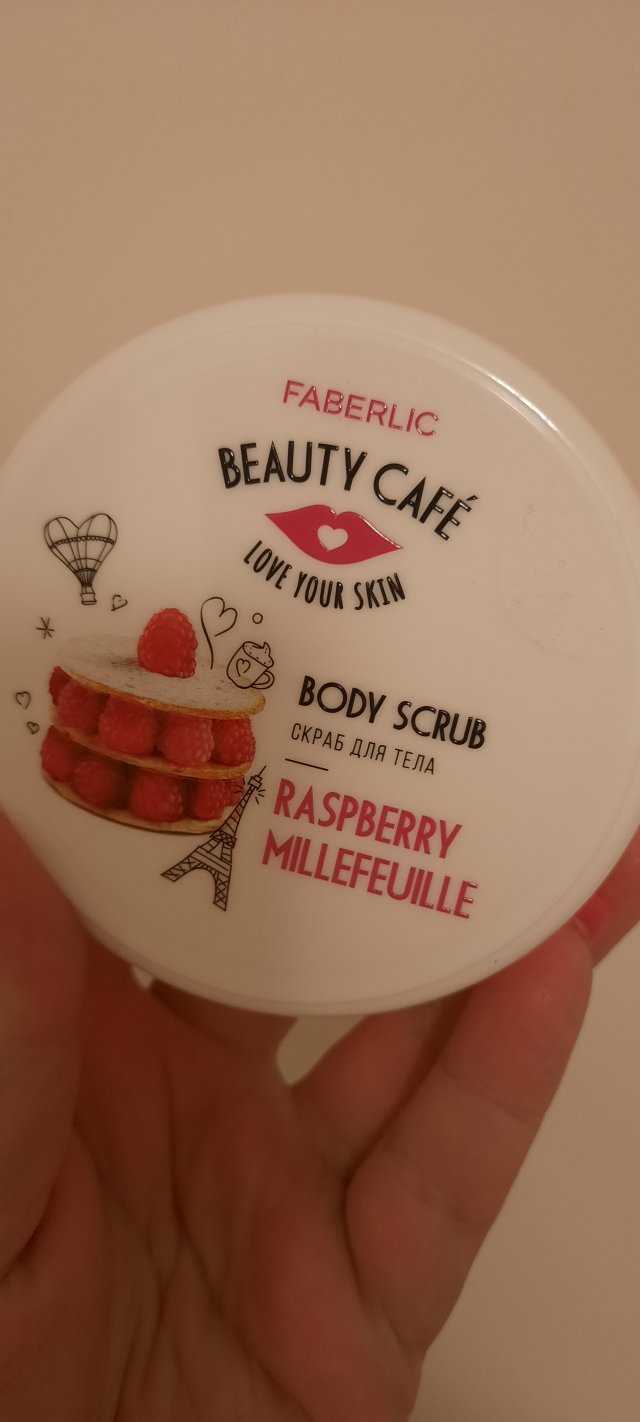 FABERLIC
BEAUTY CAFÉ
LOVE YOUR SKIN
BODY SCRUB
СКРАБ ДЛЯ ТЕЛА
RASPBERRY
MILLEFEUILLE